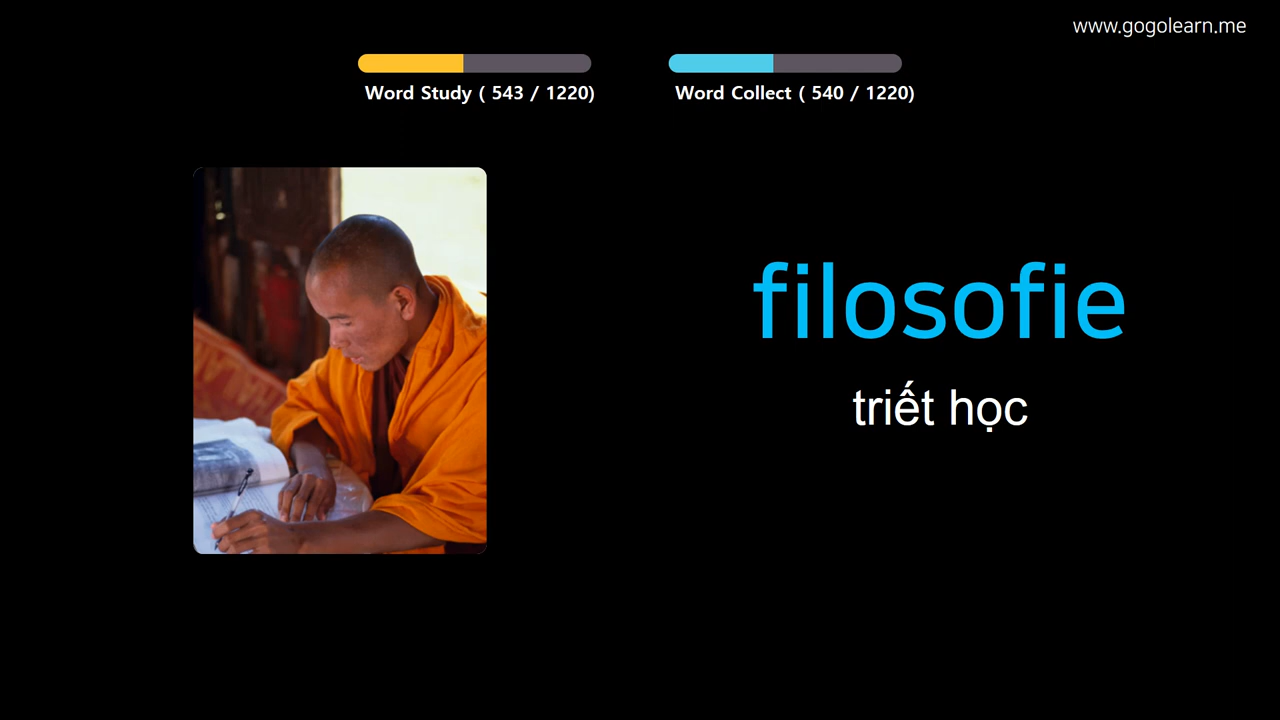 www.gogolearn.me
Word Study ( 543 / 1220)
Word Collect ( 540 / 1220)
filosofie
triết học